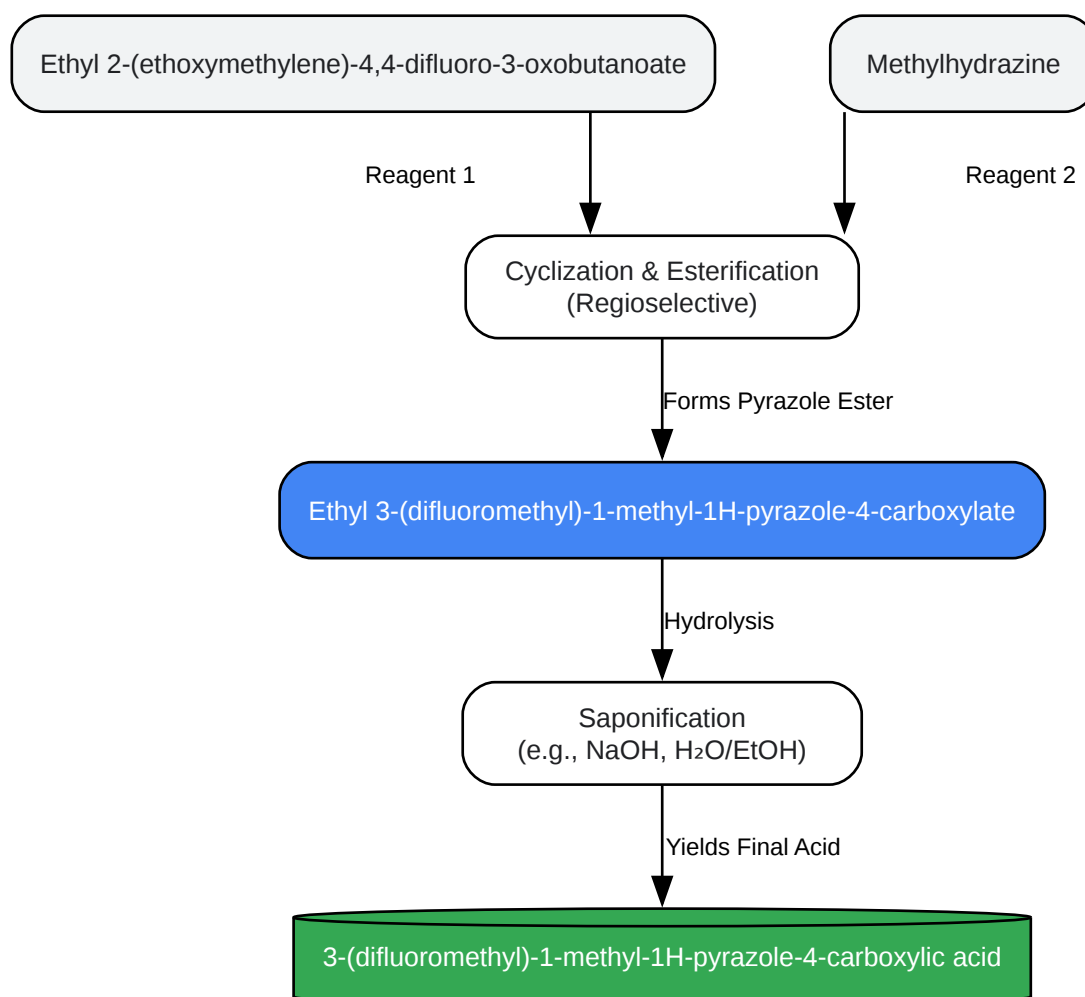 Ethyl 2-(ethoxymethylene)-4,4-difluoro-3-oxobutanoate
Methylhydrazine
Reagent 1
Reagent 2
Cyclization & Esterification
(Regioselective)
Forms Pyrazole Ester
Ethyl 3-(difluoromethyl)-1-methyl-1H-pyrazole-4-carboxylate
Hydrolysis
Saponification
(e.g., NaOH, H₂O/EtOH)
Yields Final Acid
3-(difluoromethyl)-1-methyl-1H-pyrazole-4-carboxylic acid